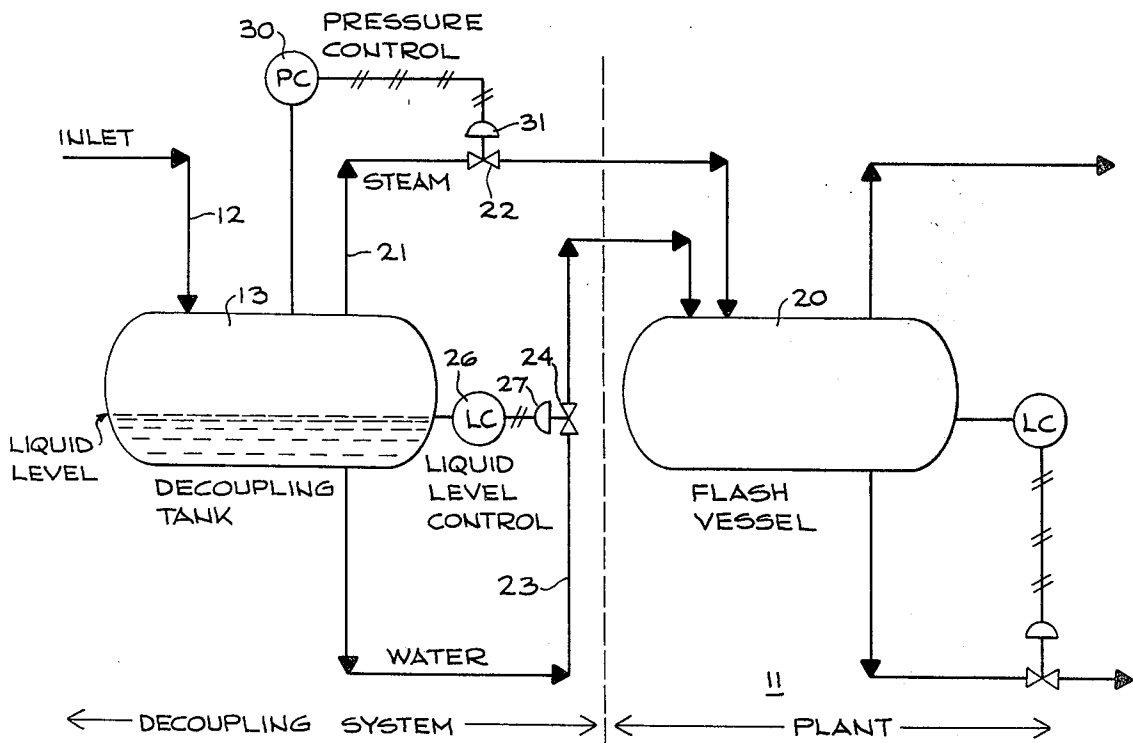 30
PRESSURE
CONTROL
PC
31
INLET
STEAM
22
12
21
13
20
26
27
24
LC
LC
LIQUID
LEVEL
DECOUPLING
TANK
LIQUID
LEVEL
CONTROL
FLASH
VESSEL
23
WATER
11
DECOUPLING SYSTEM
PLANT